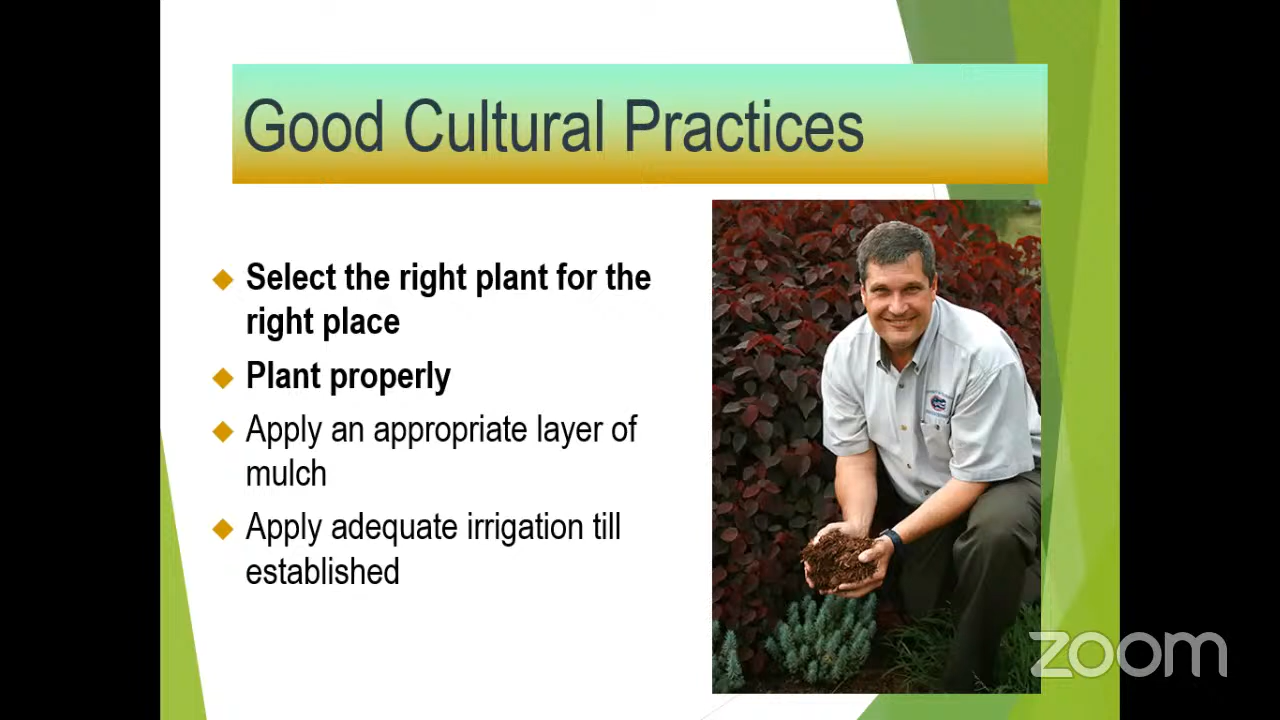 Good Cultural Practices
Select the right plant for the
right place
Plant properly
Apply an appropriate layer of
mulch
Apply adequate irrigation till
established
zoom